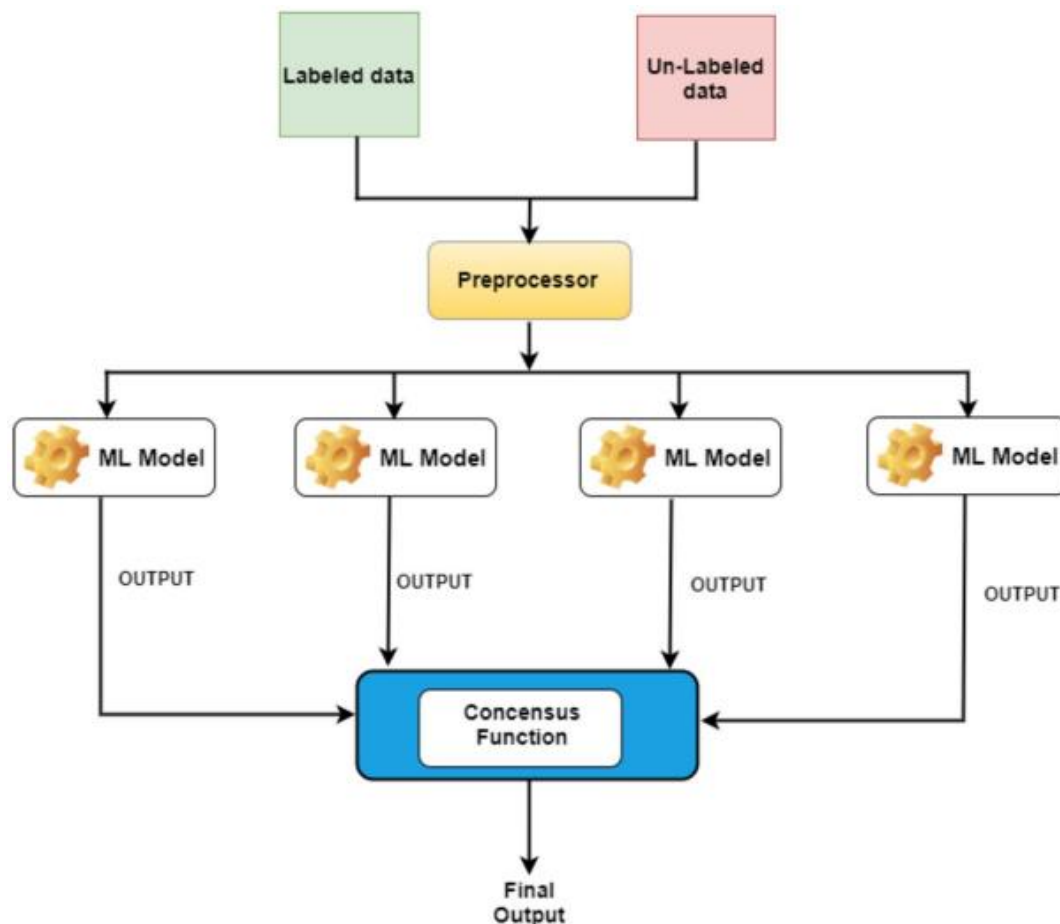 Labeled data
Un-Labeled
data
Preprocessor
ML Model
ML Model
ML Model
ML Model
OUTPUT
OUTPUT
OUTPUT
OUTPUT
Concensus
Function
Final
Output